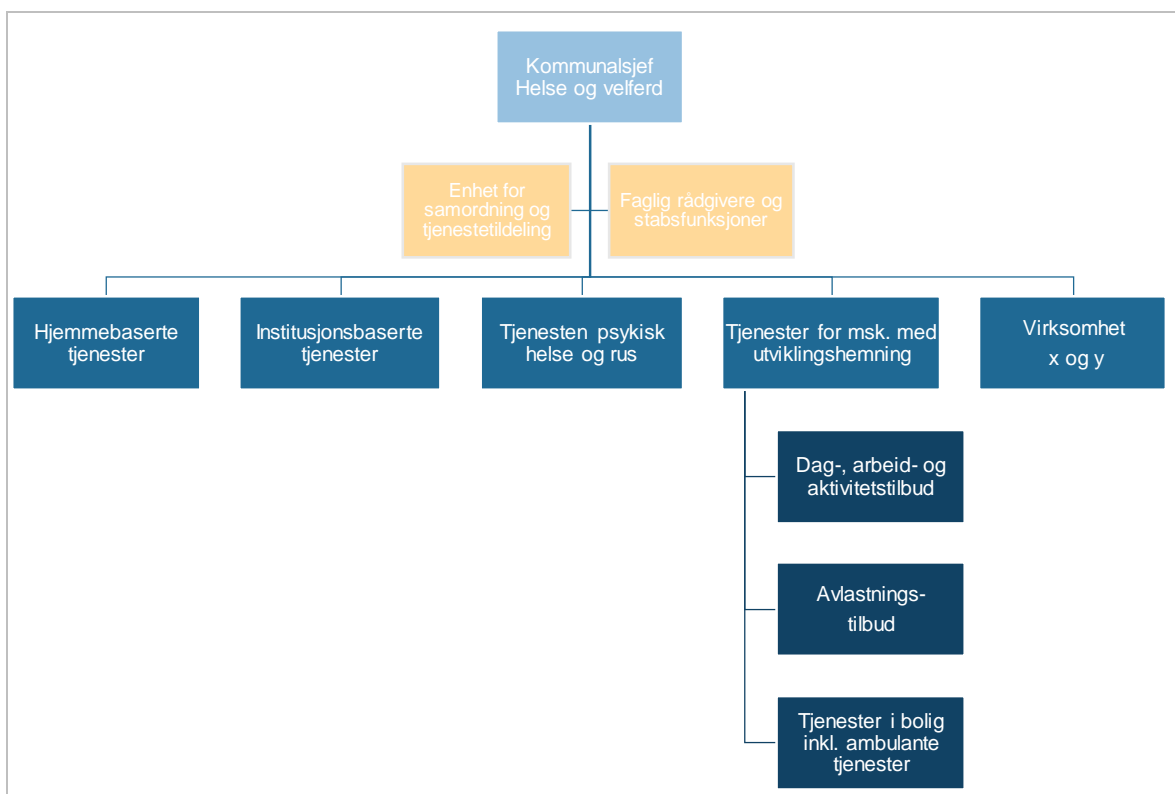 Kommunalsjef
Helse og velferd
Enhet for
samordning og
tjenestetildeling
Faglig rådgivere og
stabsfunksjoner
Hjemmebaserte
tjenester
Institusjonsbaserte
tjenester
Tjenesten psykisk
helse og rus
Tjenester for msk. med
utviklingshemning
Virksomhet
x og y
Dag-, arbeid- og
aktivitetstilbud
Avlastnings-
tilbud
Tjenester i bolig
inkl. ambulante
tjenester